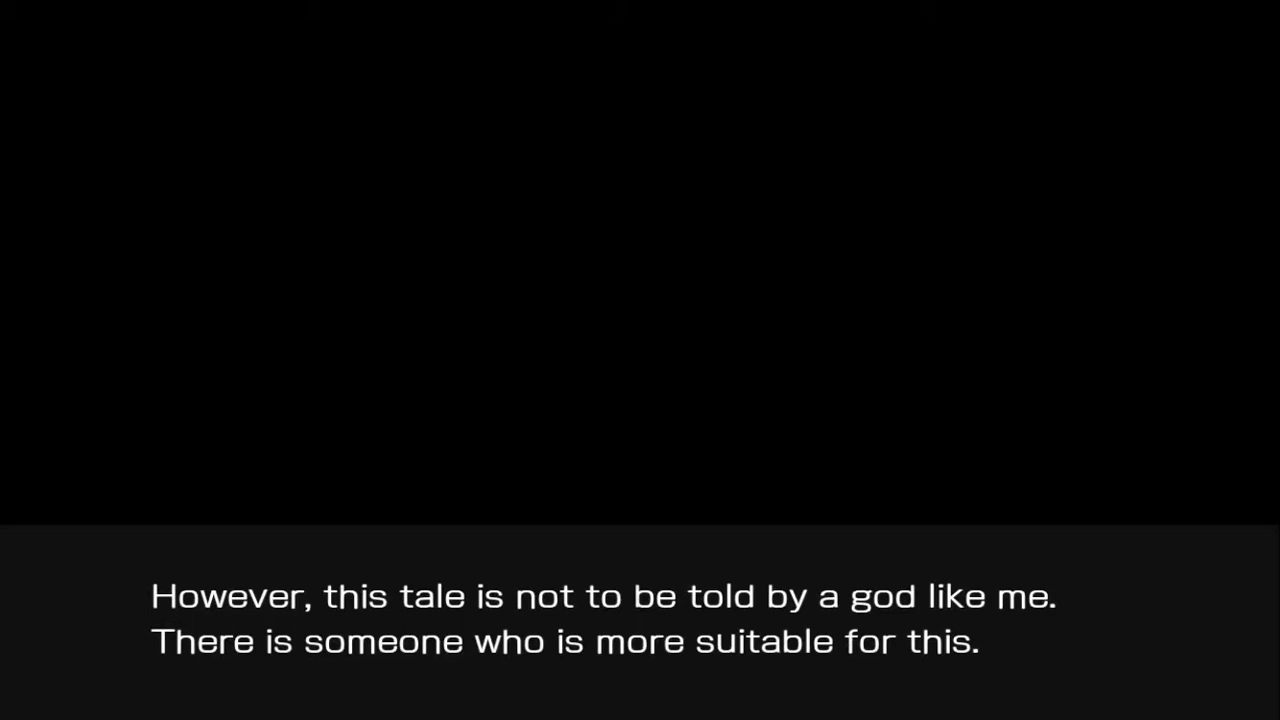 However, this tale is not to be told by a god like me.
There is someone who is more suitable for this.